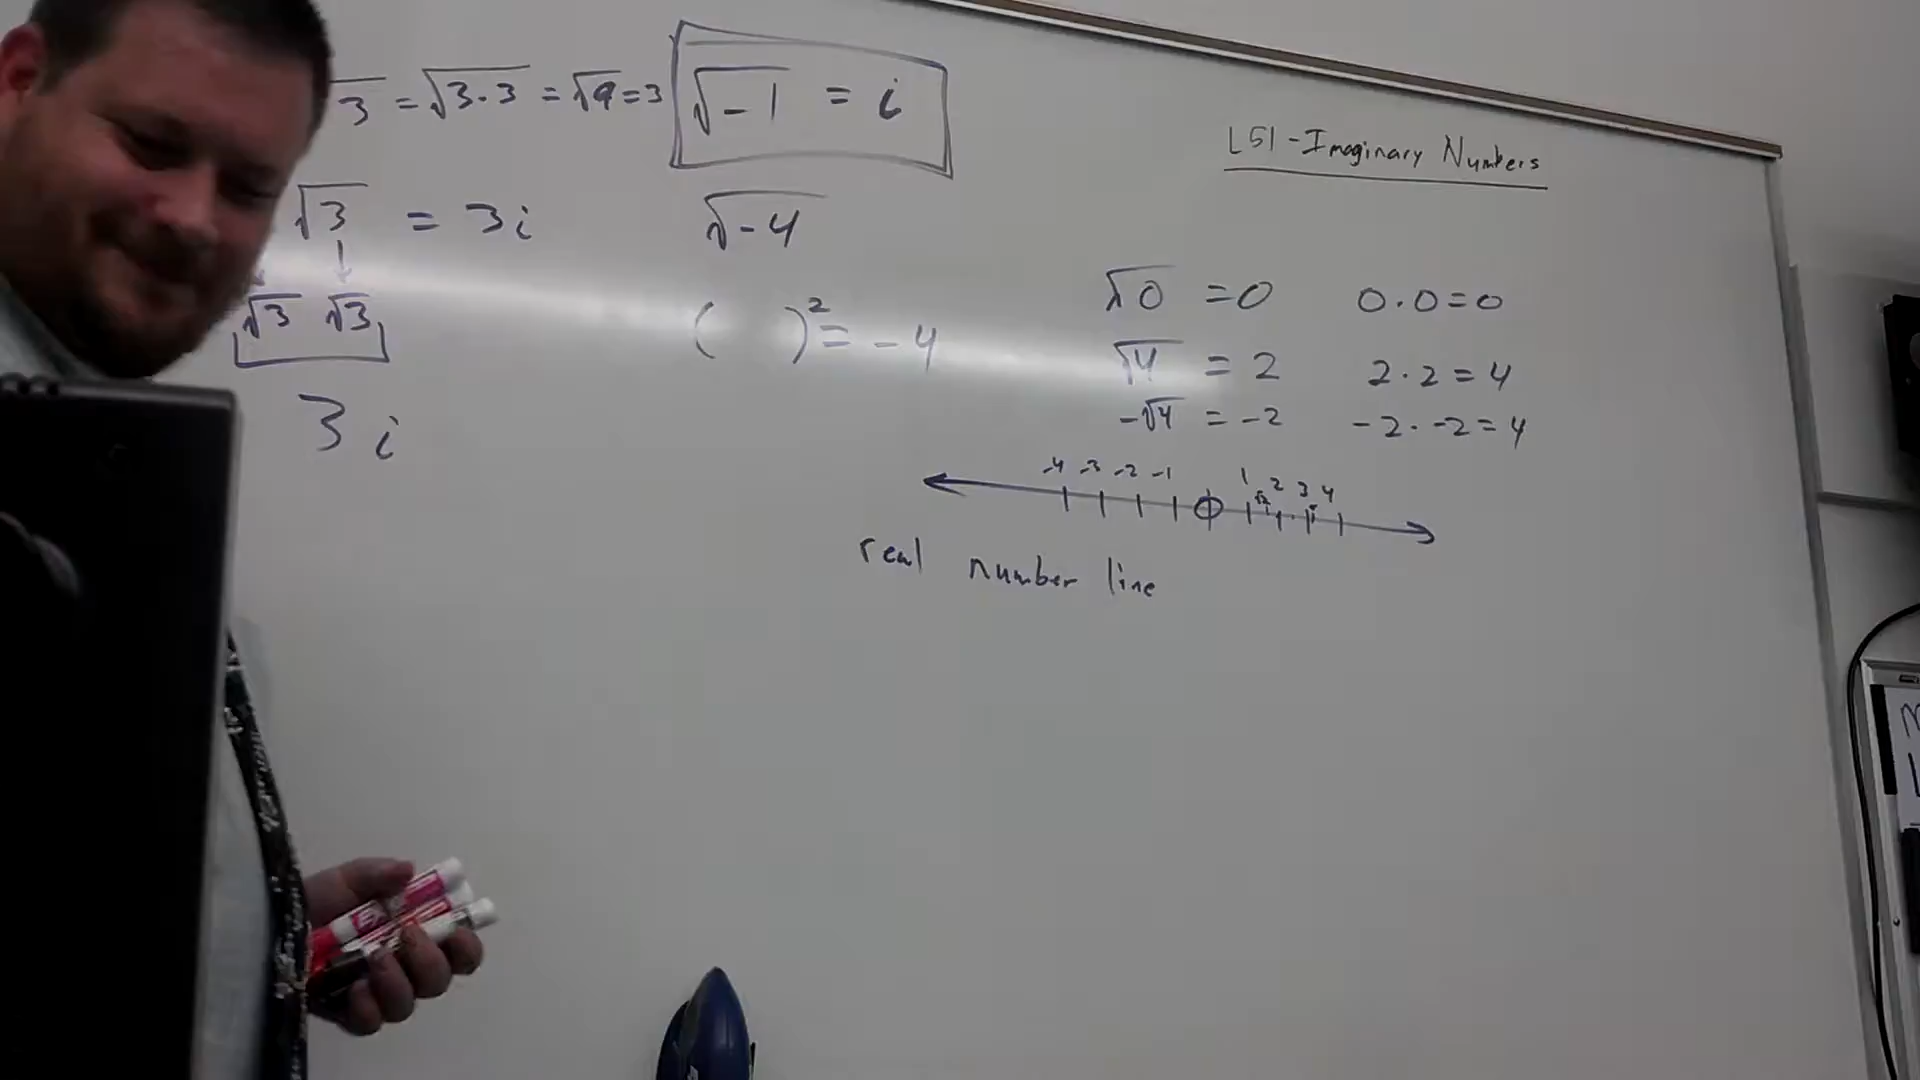 3 = √3·3 = √9 = 3
√-1 = i
L51 - Imaginary Numbers
√3 = 3i
√-4
√3 √3
( )² = -4
3i
√0 = 0 0·0=0
√4 = 2 2·2=4
-√4 = -2 -2·-2=4
-4 -3 -2 -1 0 1 √2 2 3 π 4
real number line